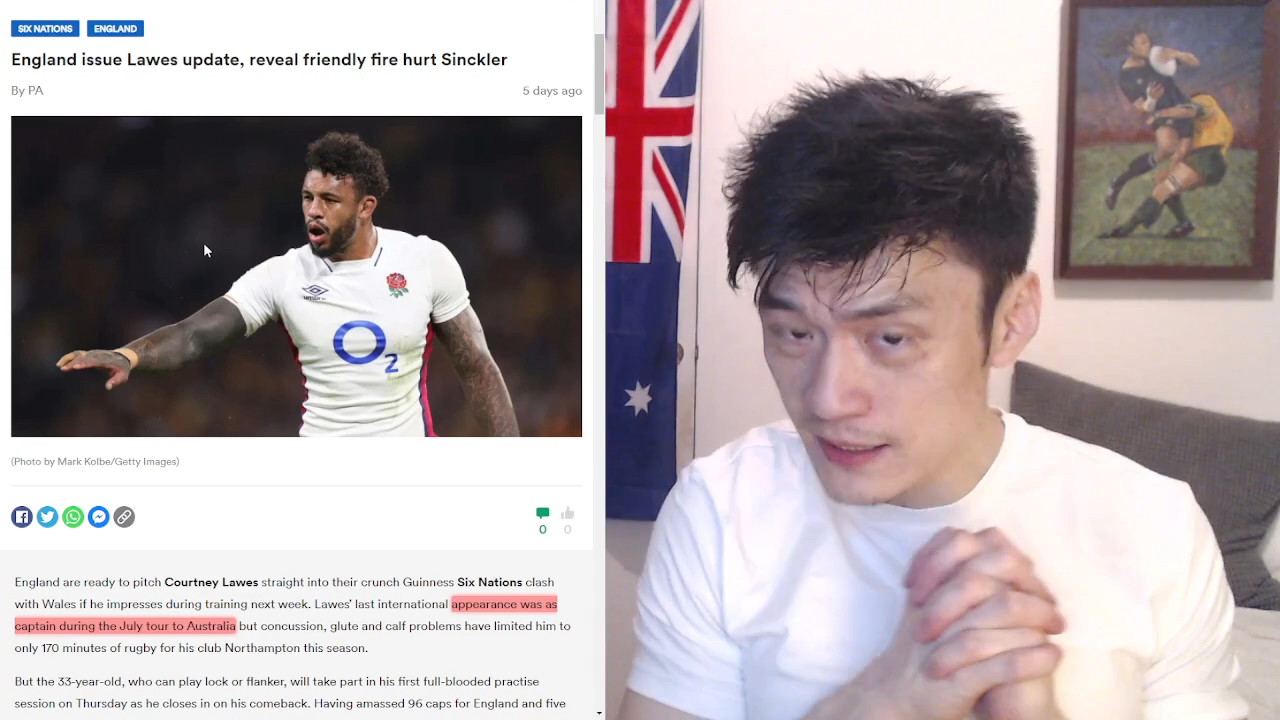 SIX NATIONS
ENGLAND
England issue Lawes update, reveal friendly fire hurt Sinckler
By PA
5 days ago
O2
(Photo by Mark Kolbe/Getty Images)
0
0
England are ready to pitch Courtney Lawes straight into their crunch Guinness Six Nations clash
with Wales if he impresses during training next week. Lawes' last international appearance was as
captain during the July tour to Australia but concussion, glute and calf problems have limited him to
only 170 minutes of rugby for his club Northampton this season.
But the 33-year-old, who can play lock or flanker, will take part in his first full-blooded practise
session on Thursday as he closes in on his comeback. Having amassed 96 caps for England and five